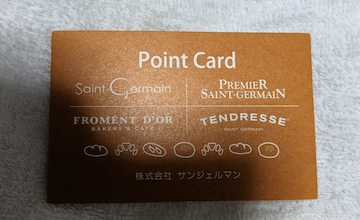 Point Card
Saint-Germain
PREMIER
SAINT-GERMAIN
FROMENT D'OR
BAKERY & CAFE
TENDRESSE
SAINT GERMAIN
株式会社 サンジェルマン